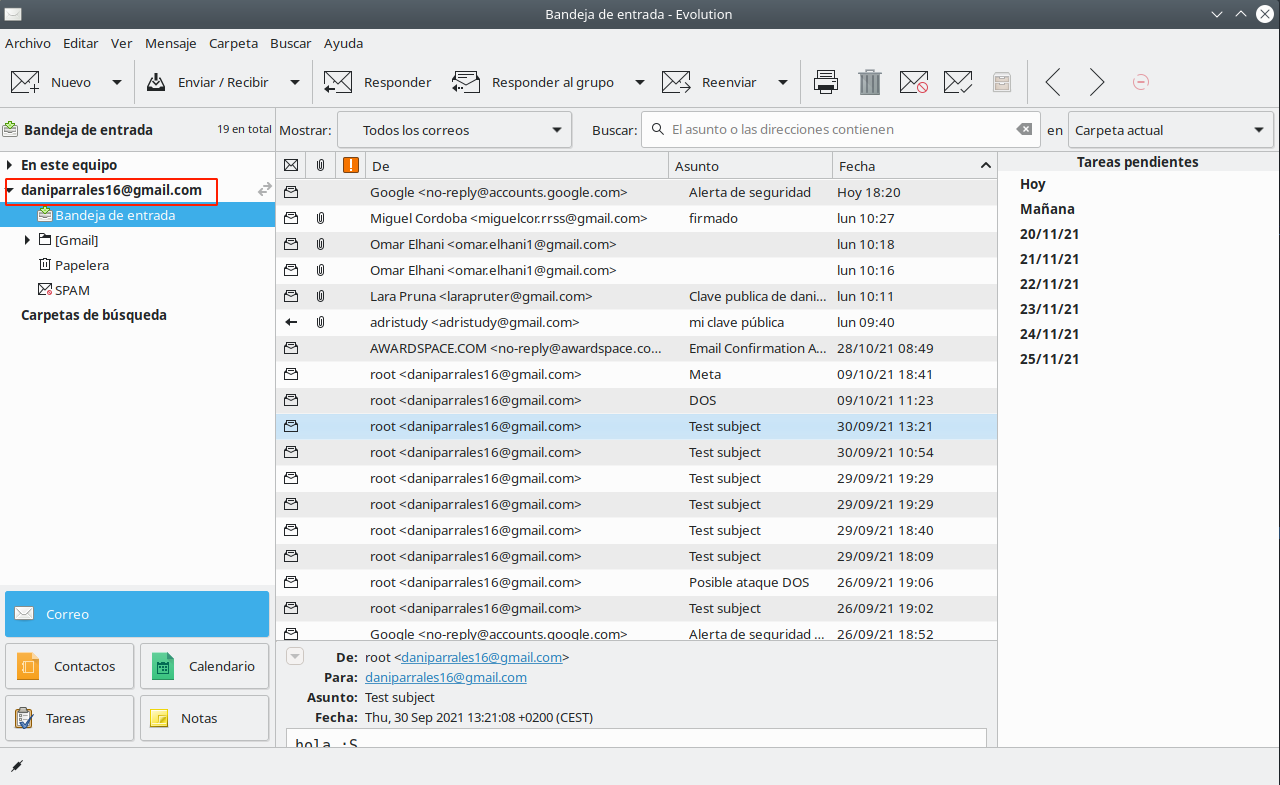 Bandeja de entrada - Evolution
Archivo Editar Ver Mensaje Carpeta Buscar Ayuda
Nuevo Enviar / Recibir Responder Responder al grupo Reenviar
Bandeja de entrada 19 en total Mostrar: Todos los correos Buscar: El asunto o las direcciones contienen en Carpeta actual
En este equipo
daniparrales16@gmail.com
Bandeja de entrada
[Gmail]
Papelera
SPAM
Carpetas de búsqueda
Correo
Contactos Calendario
Tareas Notas
De Asunto Fecha
Google <no-reply@accounts.google.com> Alerta de seguridad Hoy 18:20
Miguel Cordoba <miguelcor.rrss@gmail.com> firmado lun 10:27
Omar Elhani <omar.elhani1@gmail.com> lun 10:18
Omar Elhani <omar.elhani1@gmail.com> lun 10:16
Lara Pruna <larapruter@gmail.com> Clave publica de dani... lun 10:11
adristudy <adristudy@gmail.com> mi clave pública lun 09:40
AWARDSPACE.COM <no-reply@awardspace.co... Email Confirmation A... 28/10/21 08:49
root <daniparrales16@gmail.com> Meta 09/10/21 18:41
root <daniparrales16@gmail.com> DOS 09/10/21 11:23
root <daniparrales16@gmail.com> Test subject 30/09/21 13:21
root <daniparrales16@gmail.com> Test subject 30/09/21 10:54
root <daniparrales16@gmail.com> Test subject 29/09/21 19:29
root <daniparrales16@gmail.com> Test subject 29/09/21 19:29
root <daniparrales16@gmail.com> Test subject 29/09/21 18:40
root <daniparrales16@gmail.com> Test subject 29/09/21 18:09
root <daniparrales16@gmail.com> Posible ataque DOS 26/09/21 19:06
root <daniparrales16@gmail.com> Test subject 26/09/21 19:02
Google <no-reply@accounts.google.com> Alerta de seguridad ... 26/09/21 18:52
De: root <daniparrales16@gmail.com>
Para: daniparrales16@gmail.com
Asunto: Test subject
Fecha: Thu, 30 Sep 2021 13:21:08 +0200 (CEST)
hola :S
Tareas pendientes
Hoy
Mañana
20/11/21
21/11/21
22/11/21
23/11/21
24/11/21
25/11/21